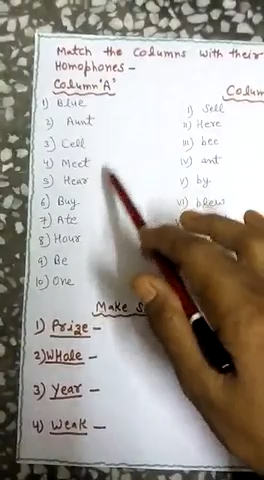 Match the Columns with their
Homophones -
Column 'A'
Colum
1) Blue
i) Sell
2) Aunt
ii) Here
3) Cell
iii) bee
4) Meet
iv) ant
5) Hear
v) by
6) Buy
vi) blew
7) Ate
8) Hour
9) Be
10) One
Make S
1) Prize -
2) Whole -
3) Year -
4) Weak -